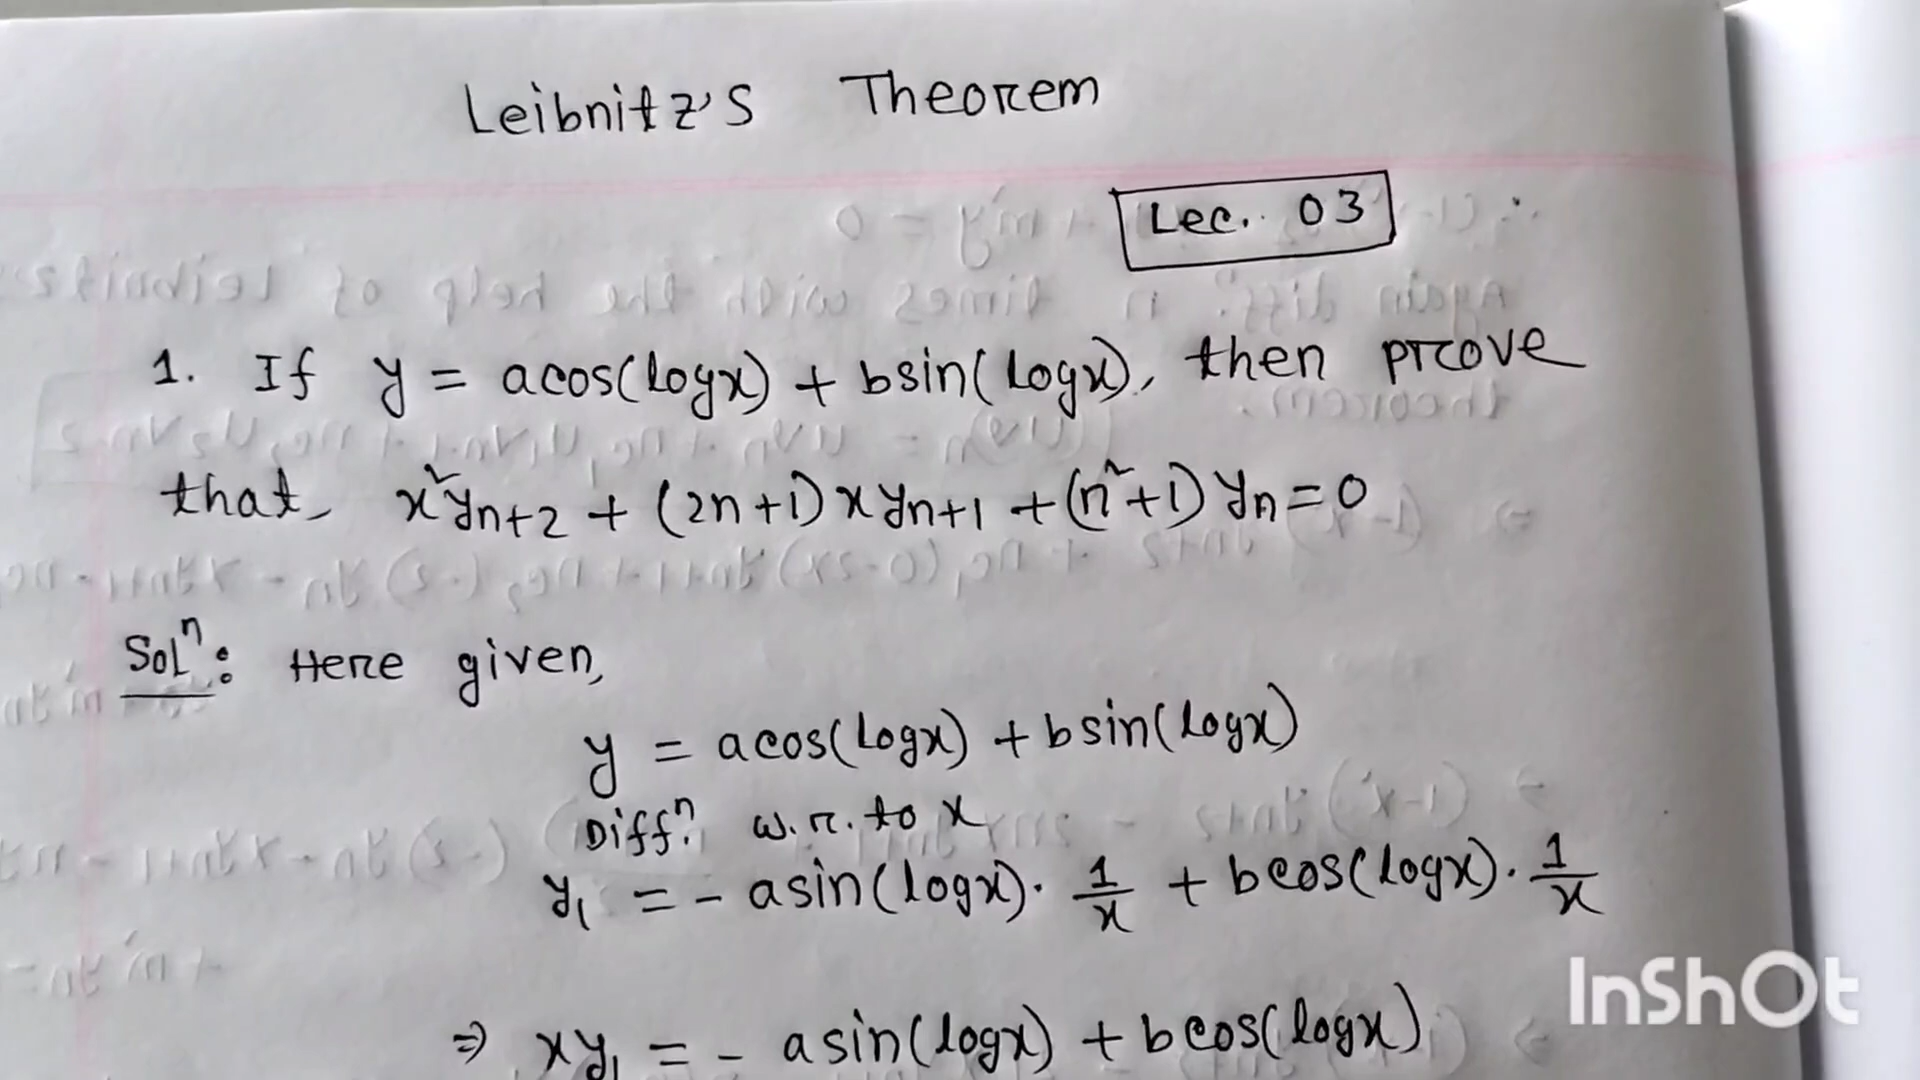 Leibnitz's Theorem
Lec. 03
1. If y = acos(logx) + bsin(logx), then prove
that, x²yn+2 + (2n+1)xyn+1 + (n²+1)yn=0
Solⁿ: Here given,
y = acos(logx) + bsin(logx)
Diffⁿ. w.r.to x
y₁ = - asin(logx)· 1/x + bcos(logx)· 1/x
⇒ xy₁ = - asin(logx) + bcos(logx)
InShOt